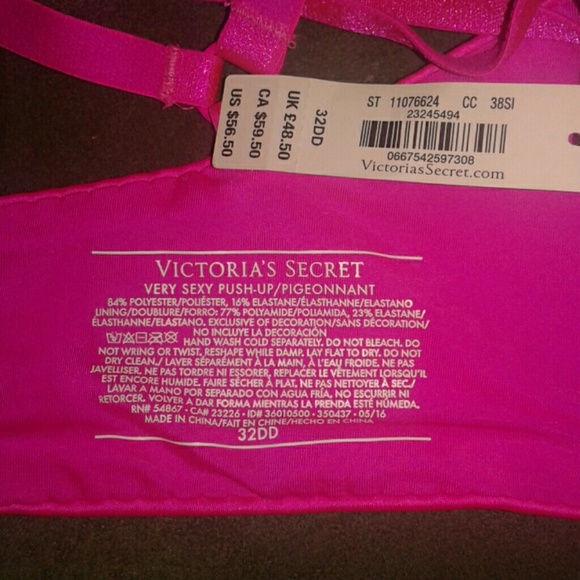 ST 11076624 CC 38SI
23245494
0667542597308
VictoriasSecret.com
32DD
UK £48.50
CA $59.50
US $56.50
VICTORIA'S SECRET
VERY SEXY PUSH-UP/PIGEONNANT
84% POLYESTER/POLIÉSTER, 16% ELASTANE/ÉLASTHANNE/ELASTANO
LINING/DOUBLURE/FORRO: 77% POLYAMIDE/POLIAMIDA, 23% ELASTANE/
ÉLASTHANNE/ELASTANO. EXCLUSIVE OF DECORATION/SANS DÉCORATION/
NO INCLUYE LA DECORACIÓN
HAND WASH COLD SEPARATELY. DO NOT BLEACH. DO
NOT WRING OR TWIST. RESHAPE WHILE DAMP. LAY FLAT TO DRY. DO NOT
DRY CLEAN./ LAVER SÉPARÉMENT À LA MAIN, À L'EAU FROIDE. NE PAS
JAVELLISER. NE PAS TORDRE NI ESSORER. REPLACER LE VÊTEMENT LORSQU'IL
EST ENCORE HUMIDE. FAIRE SÉCHER À PLAT. NE PAS NETTOYER À SEC./
LAVAR A MANO POR SEPARADO CON AGUA FRÍA. NO ESCURRIR NI
RETORCER. VOLVER A DAR FORMA MIENTRAS LA PRENDA ESTÉ HÚMEDA.
RN# 54867 · CA# 23226 · ID# 36010500 · 350437 · 05/16
MADE IN CHINA/FAIT EN CHINE/HECHO EN CHINA
32DD